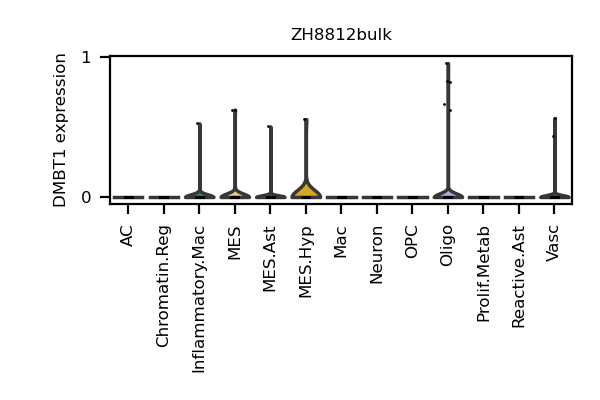 ZH8812bulk
DMBT1 expression
1
0
AC
Chromatin.Reg
Inflammatory.Mac
MES
MES.Ast
MES.Hyp
Mac
Neuron
OPC
Oligo
Prolif.Metab
Reactive.Ast
Vasc